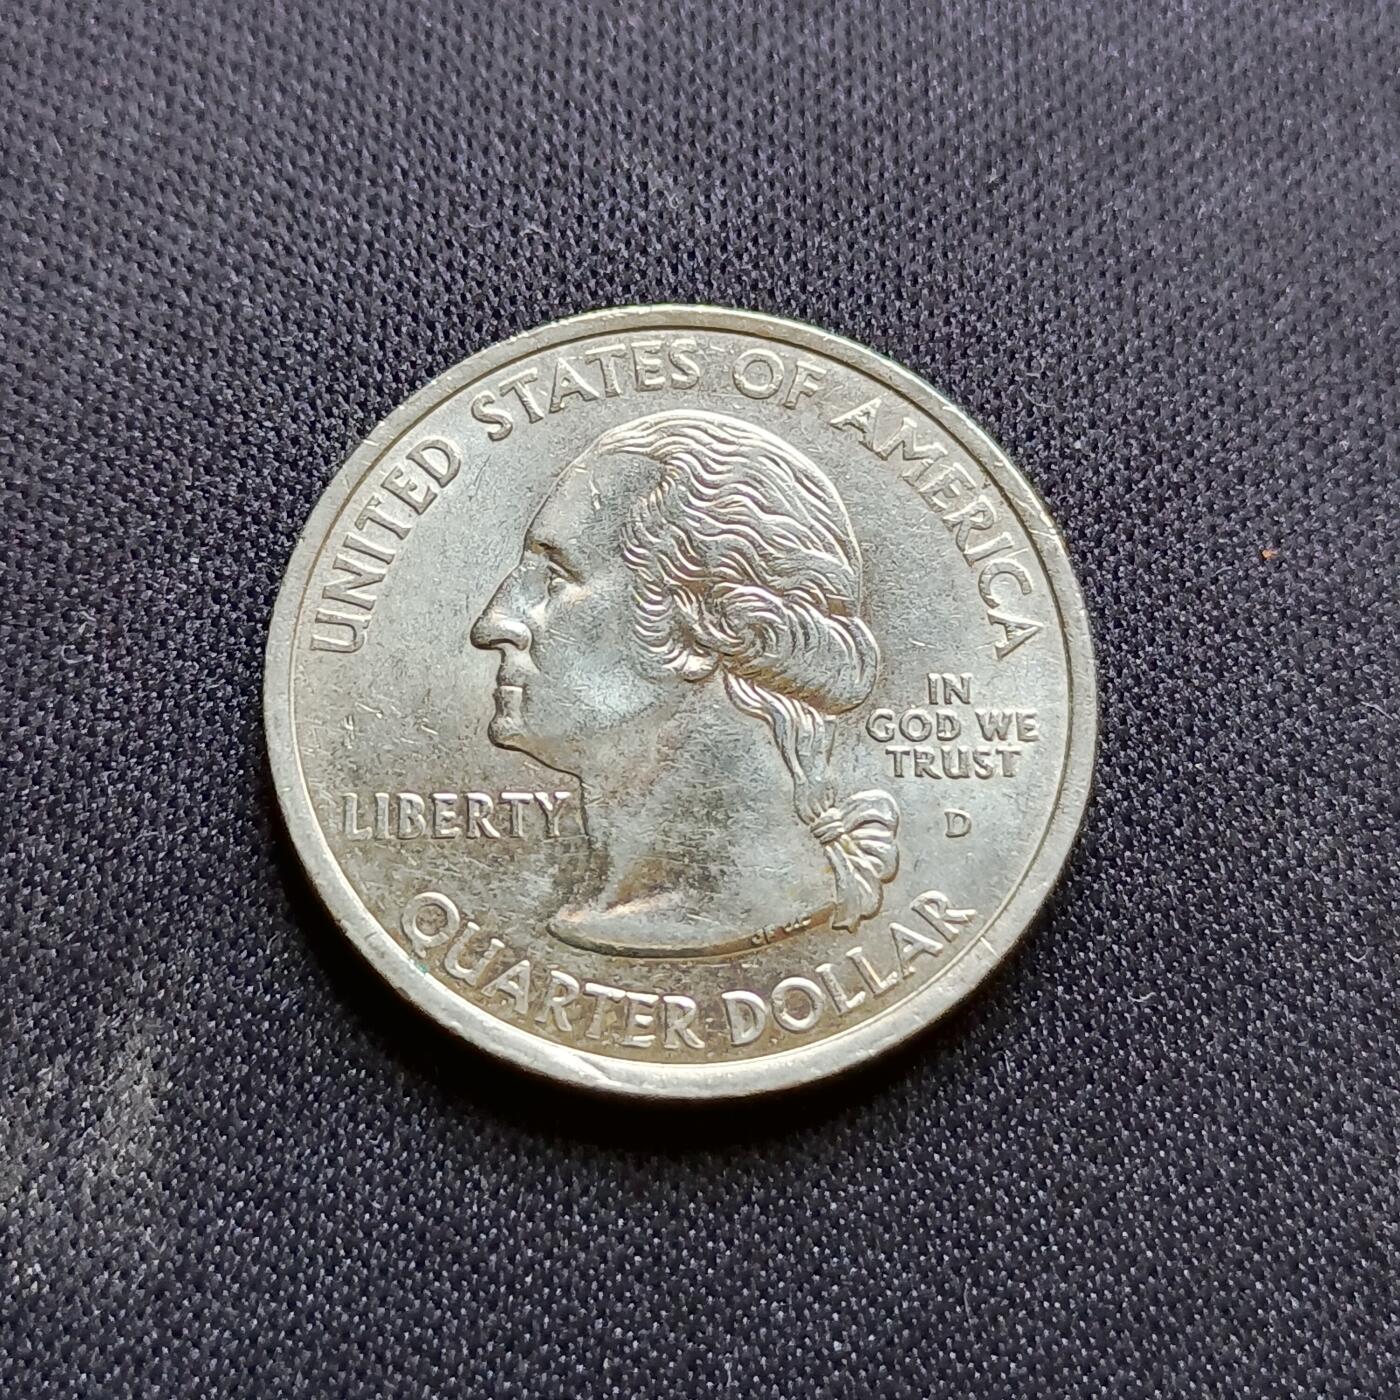 UNITED STATES OF AMERICA
LIBERTY
IN
GOD WE
TRUST
D
QUARTER DOLLAR